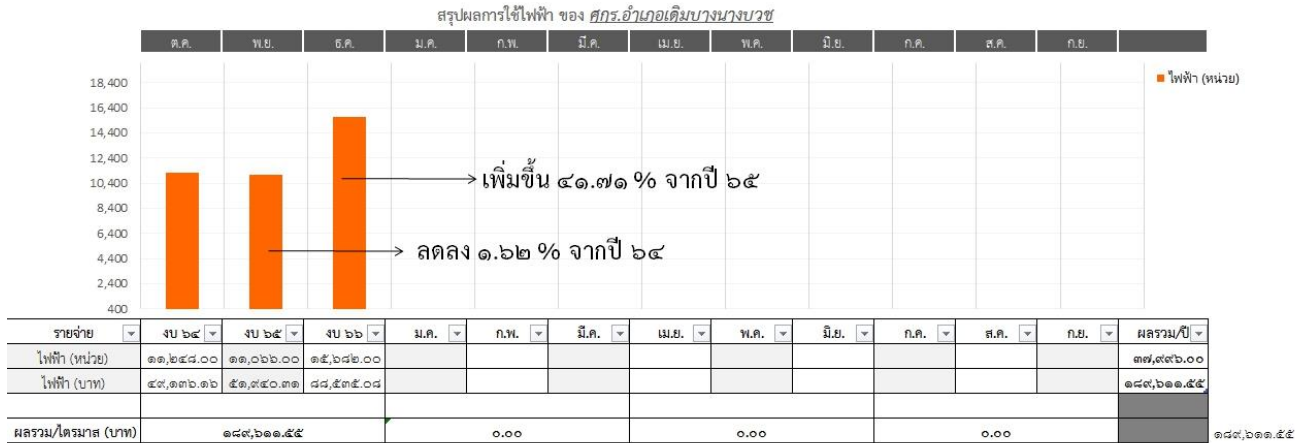 สรุปผลการใช้ไฟฟ้า ของ ศกร.อำเภอเดิมบางนางบวช
ต.ค. พ.ย. ธ.ค. ม.ค. ก.พ. มี.ค. เม.ย. พ.ค. มิ.ย. ก.ค. ส.ค. ก.ย.
ไฟฟ้า (หน่วย)
18,400
16,400
14,400
12,400
10,400
8,400
6,400
4,400
2,400
400
เพิ่มขึ้น ๔๑.๗๑ % จากปี ๖๕
ลดลง ๑.๖๒ % จากปี ๖๔
รายจ่าย งบ ๖๔ งบ ๖๕ งบ ๖๖ ม.ค. ก.พ. มี.ค. เม.ย. พ.ค. มิ.ย. ก.ค. ส.ค. ก.ย. ผลรวม/ปี
ไฟฟ้า (หน่วย) ๑๑,๒๔๘.๐๐ ๑๑,๐๖๖.๐๐ ๑๕,๖๘๒.๐๐ ๓๗,๙๙๖.๐๐
ไฟฟ้า (บาท) ๔๙,๑๓๖.๑๖ ๕๑,๙๔๐.๓๑ ๘๘,๕๓๕.๐๘ ๑๘๙,๖๑๑.๕๕
ผลรวม/ไตรมาส (บาท) ๑๘๙,๖๑๑.๕๕ ๐.๐๐ ๐.๐๐ ๐.๐๐ ๑๘๙,๖๑๑.๕๕